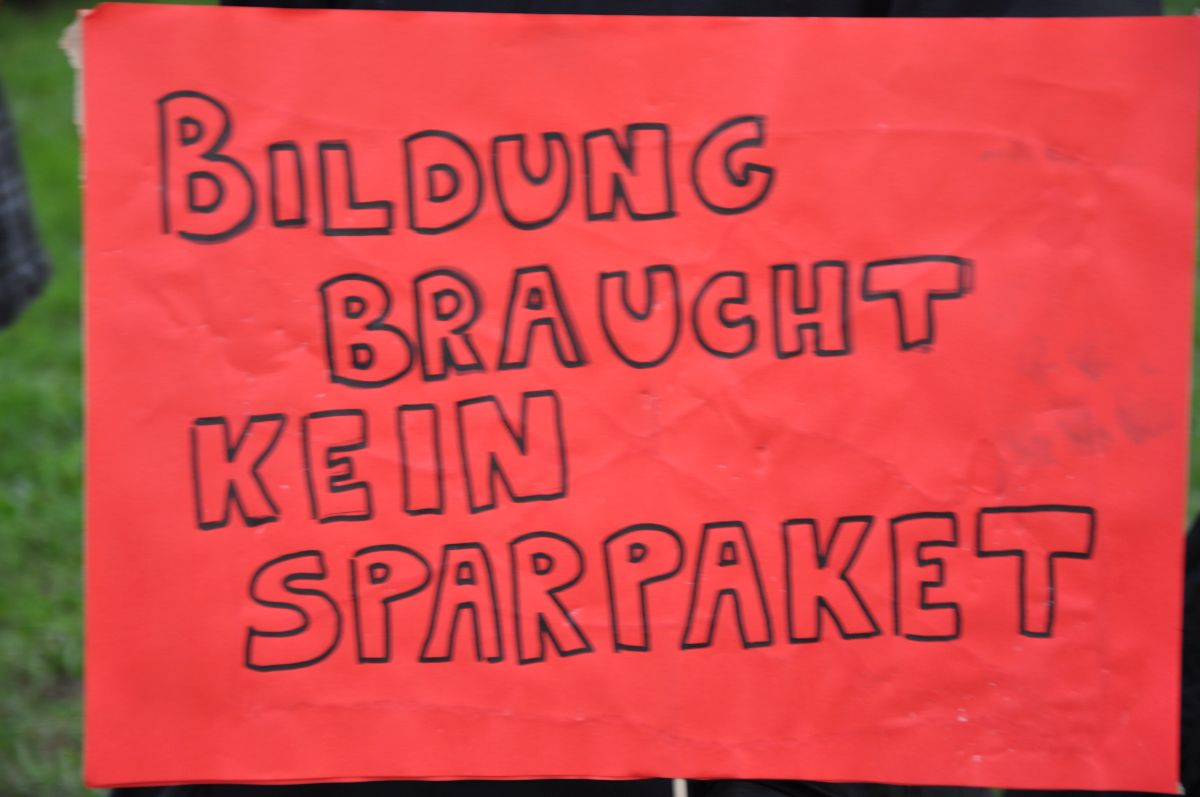 BILDUNG
BRAUCHT
KEIN
SPARPAKET